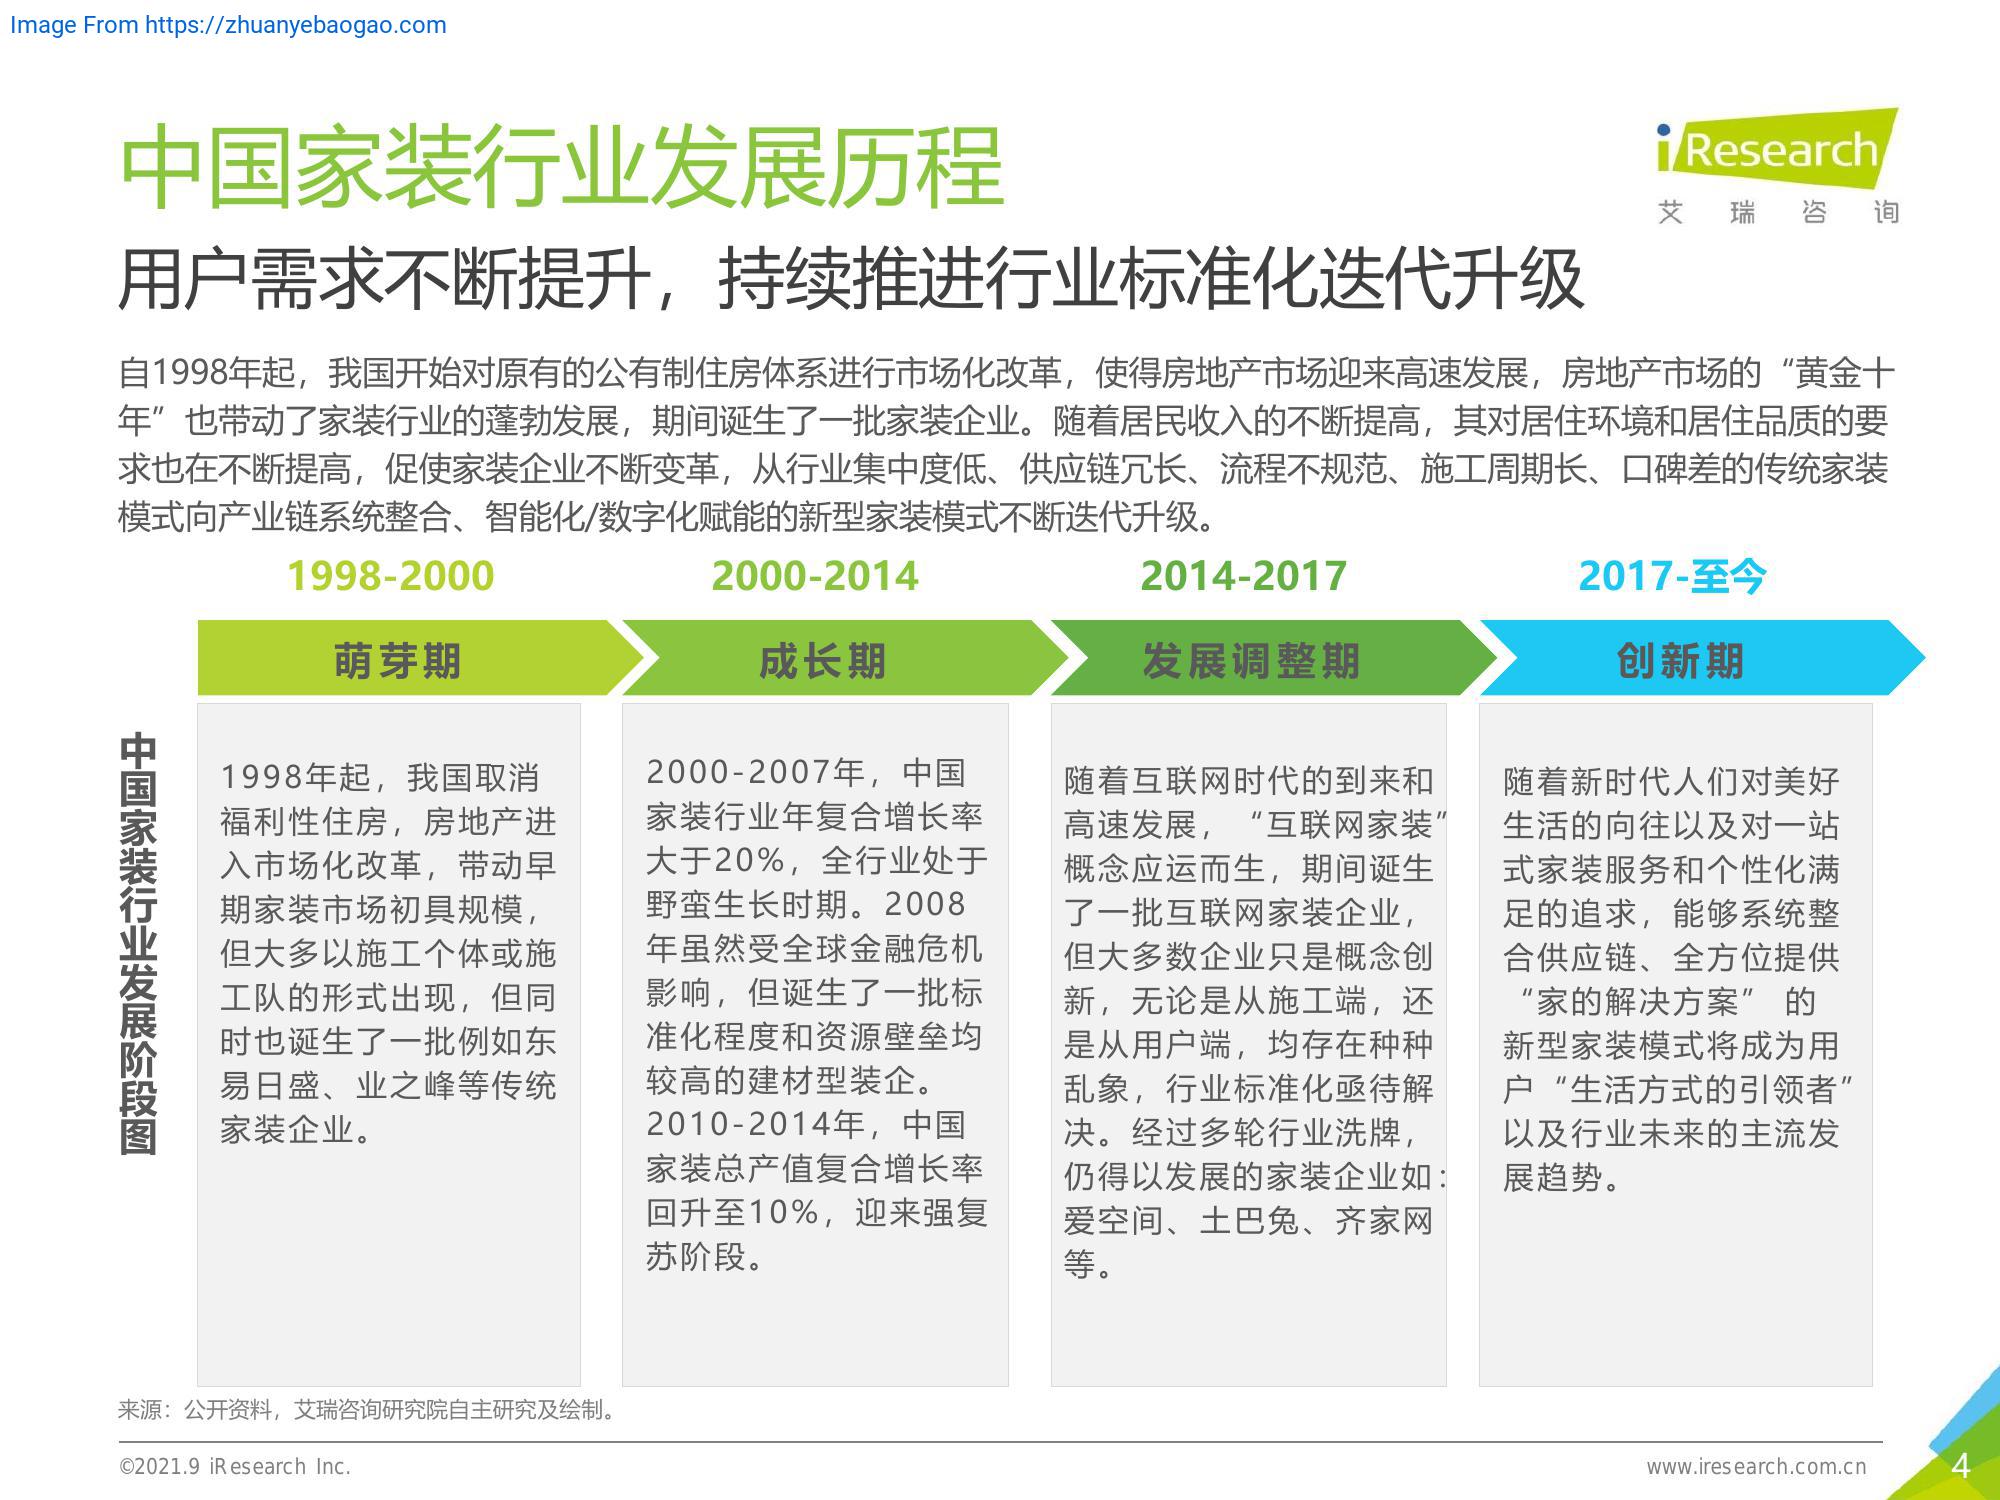 Image From https://zhuanyebaogao.com
中国家装行业发展历程
iResearch
艾瑞咨询
用户需求不断提升，持续推进行业标准化迭代升级
自1998年起，我国开始对原有的公有制住房体系进行市场化改革，使得房地产市场迎来高速发展，房地产市场的“黄金十
年”也带动了家装行业的蓬勃发展，期间诞生了一批家装企业。随着居民收入的不断提高，其对居住环境和居住品质的要
求也在不断提高，促使家装企业不断变革，从行业集中度低、供应链冗长、流程不规范、施工周期长、口碑差的传统家装
模式向产业链系统整合、智能化/数字化赋能的新型家装模式不断迭代升级。
中国家装行业发展阶段图
1998-2000
萌芽期
1998年起，我国取消
福利性住房，房地产进
入市场化改革，带动早
期家装市场初具规模，
但大多以施工个体或施
工队的形式出现，但同
时也诞生了一批例如东
易日盛、业之峰等传统
家装企业。
2000-2014
成长期
2000-2007年，中国
家装行业年复合增长率
大于20%，全行业处于
野蛮生长时期。2008
年虽然受全球金融危机
影响，但诞生了一批标
准化程度和资源壁垒均
较高的建材型装企。
2010-2014年，中国
家装总产值复合增长率
回升至10%，迎来强复
苏阶段。
2014-2017
发展调整期
随着互联网时代的到来和
高速发展，“互联网家装”
概念应运而生，期间诞生
了一批互联网家装企业，
但大多数企业只是概念创
新，无论是从施工端，还
是从用户端，均存在种种
乱象，行业标准化亟待解
决。经过多轮行业洗牌，
仍得以发展的家装企业如：
爱空间、土巴兔、齐家网
等。
2017-至今
创新期
随着新时代人们对美好
生活的向往以及对一站
式家装服务和个性化满
足的追求，能够系统整
合供应链、全方位提供
“家的解决方案” 的
新型家装模式将成为用
户“生活方式的引领者”
以及行业未来的主流发
展趋势。
来源：公开资料，艾瑞咨询研究院自主研究及绘制。
©2021.9 iResearch Inc.
www.iresearch.com.cn
4